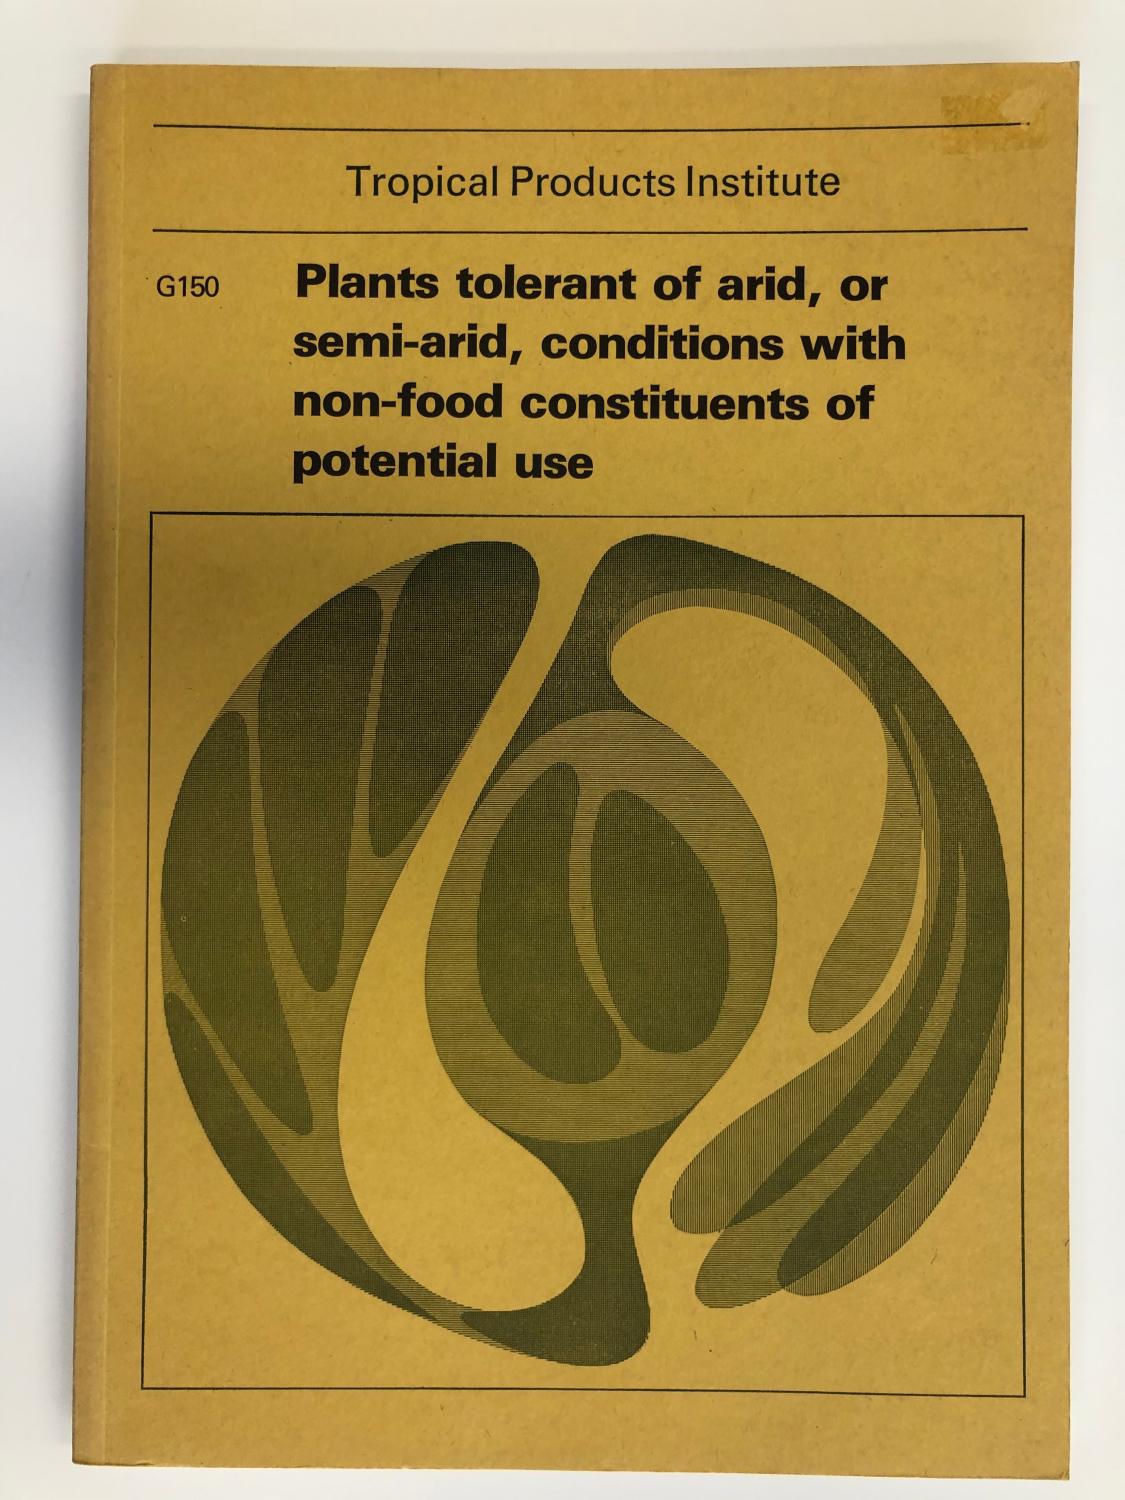 Tropical Products Institute
G150
Plants tolerant of arid, or
semi-arid, conditions with
non-food constituents of
potential use